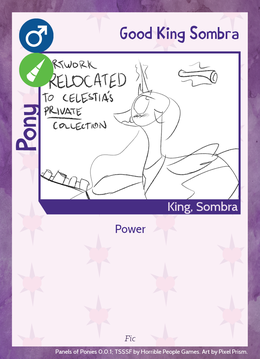 Good King Sombra
Pony
ARTWORK
RELOCATED
TO CELESTIA'S
PRIVATE
COLLECTION
King, Sombra
Power
Fic
Panels of Ponies 0.0.1; TSSSF by Horrible People Games. Art by Pixel Prism.